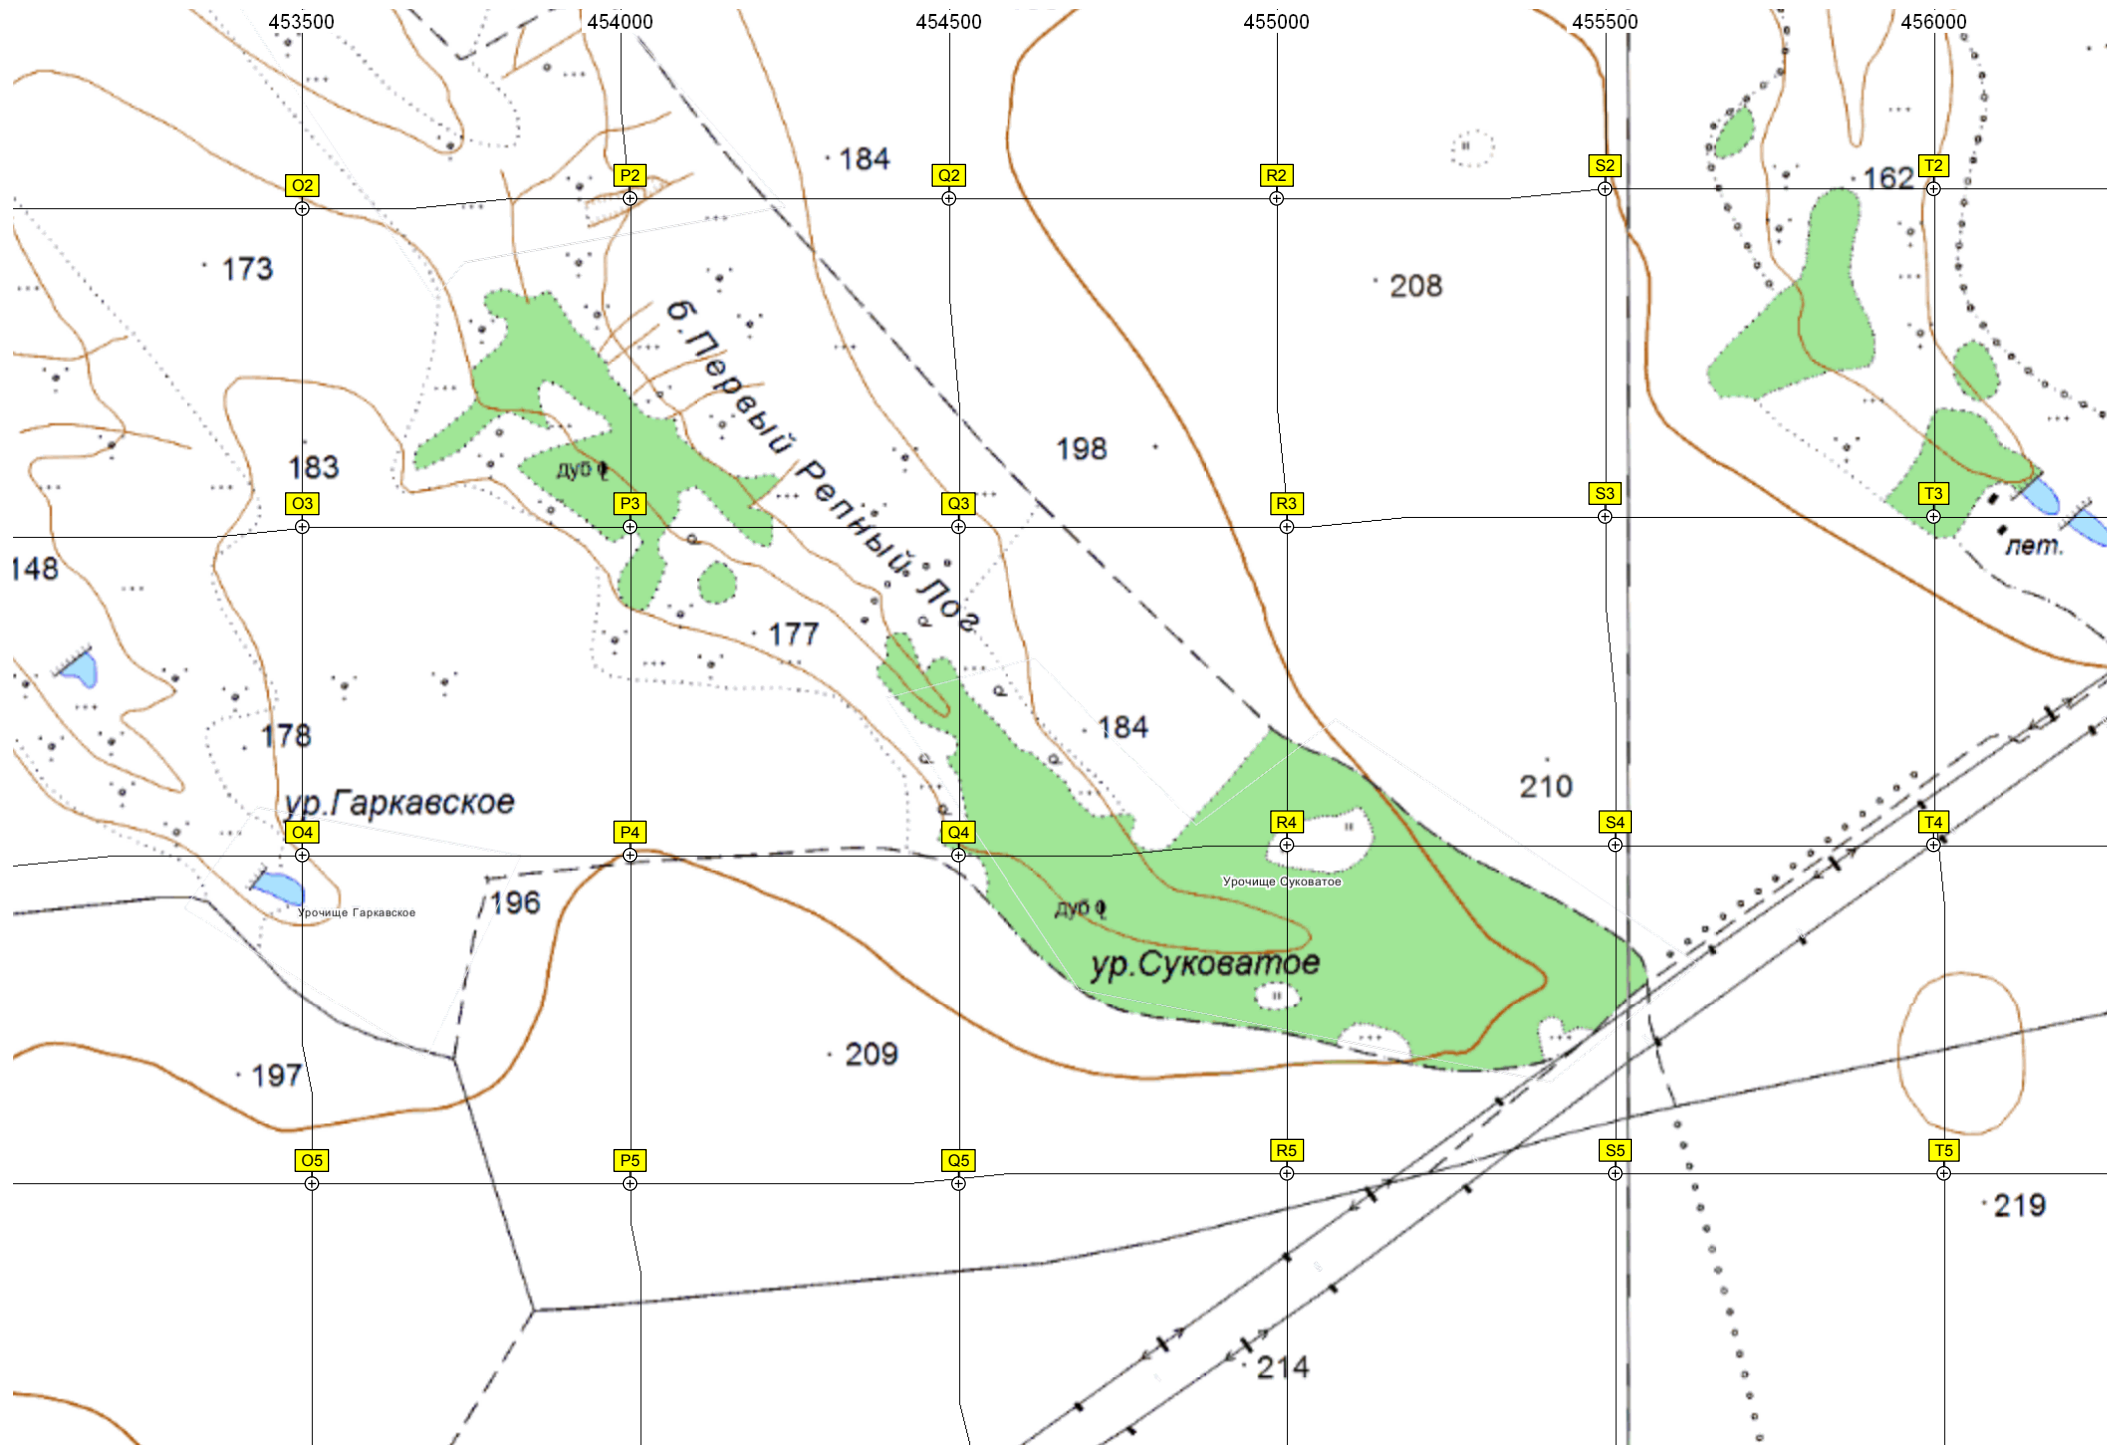 453500 454000 454500 455000 455500 456000
184
O2 P2 Q2 R2 S2 T2
162
173
208
б.Первый Репный Лог
198
183
дуб
O3 P3 Q3 R3 S3 T3
лет.
148
177
178
184
210
ур.Гаркавское
O4 P4 Q4 R4 S4 T4
Урочище Суковатое
196
дуб
Урочище Гаркавское
ур.Суковатое
209
197
O5 P5 Q5 R5 S5 T5
219
214